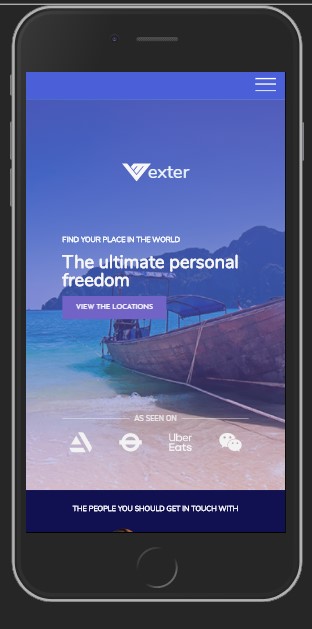 Vexter
FIND YOUR PLACE IN THE WORLD
The ultimate personal
freedom
VIEW THE LOCATIONS
AS SEEN ON
Uber
Eats
THE PEOPLE YOU SHOULD GET IN TOUCH WITH